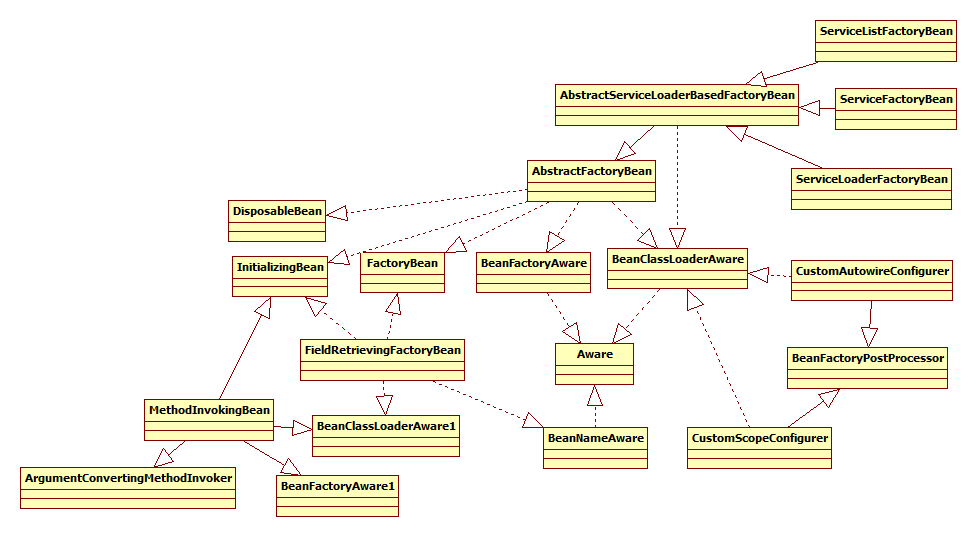 ServiceListFactoryBean
AbstractServiceLoaderBasedFactoryBean
ServiceFactoryBean
AbstractFactoryBean
ServiceLoaderFactoryBean
DisposableBean
InitializingBean
FactoryBean
BeanFactoryAware
BeanClassLoaderAware
CustomAutowireConfigurer
FieldRetrievingFactoryBean
Aware
BeanFactoryPostProcessor
MethodInvokingBean
BeanClassLoaderAware1
BeanNameAware
CustomScopeConfigurer
ArgumentConvertingMethodInvoker
BeanFactoryAware1